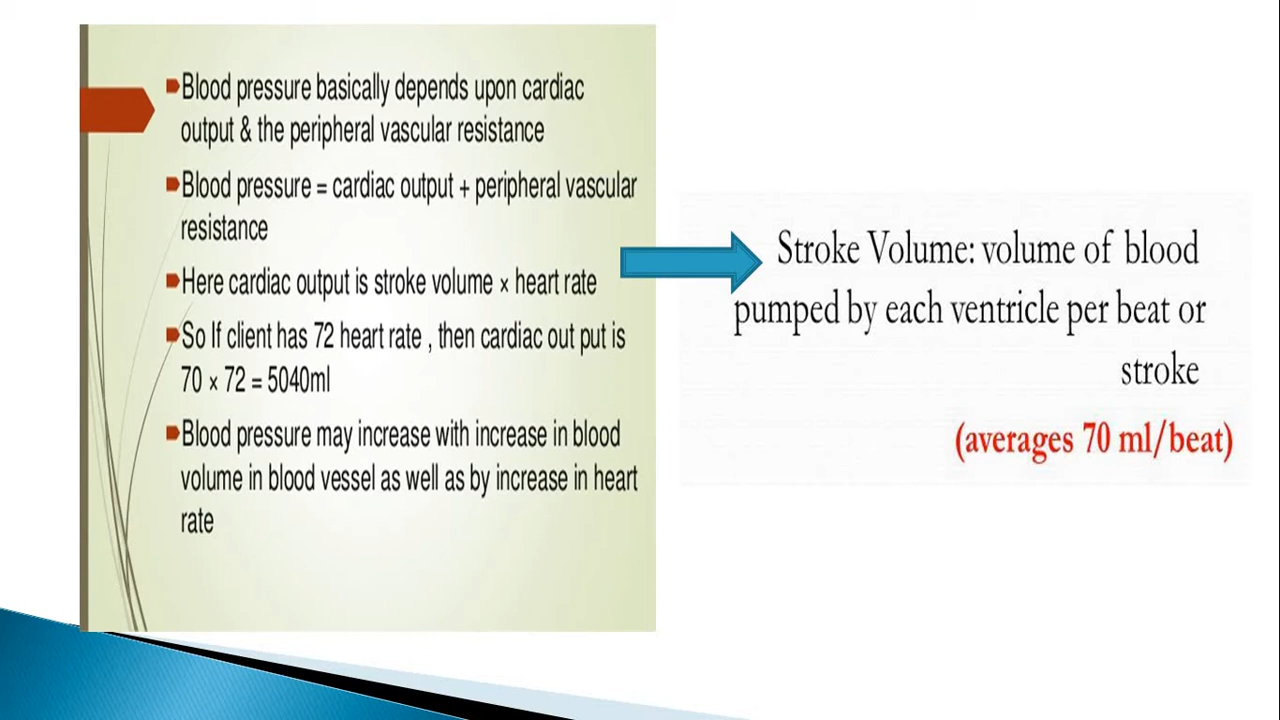 Blood pressure basically depends upon cardiac
output & the peripheral vascular resistance
Blood pressure = cardiac output + peripheral vascular
resistance
Here cardiac output is stroke volume × heart rate
So If client has 72 heart rate , then cardiac out put is
70 × 72 = 5040ml
Blood pressure may increase with increase in blood
volume in blood vessel as well as by increase in heart
rate
Stroke Volume: volume of blood
pumped by each ventricle per beat or
stroke
(averages 70 ml/beat)